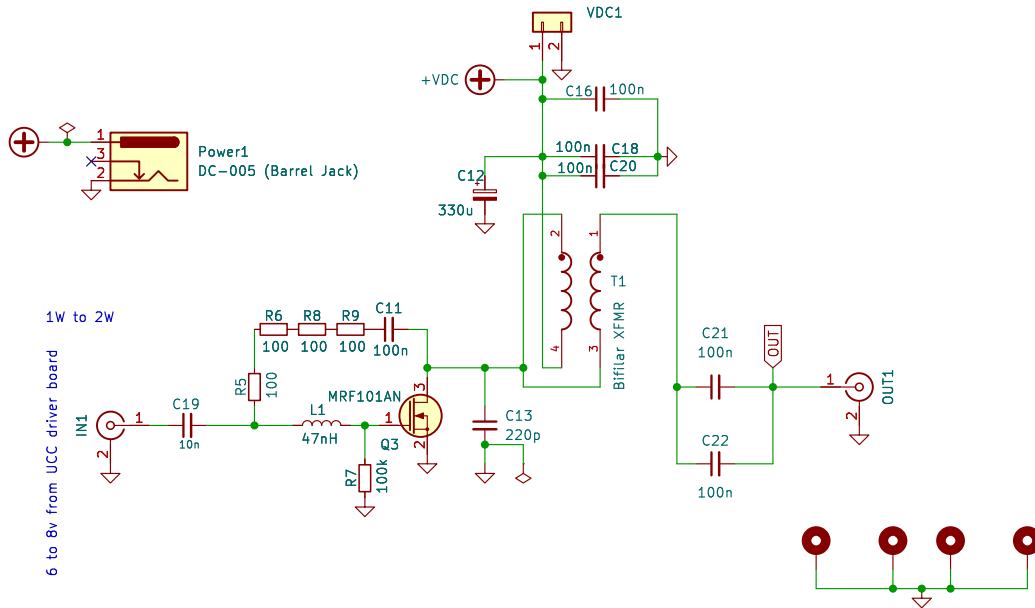 VDC1
1 2
+VDC
C16 100n
100n C18
100n C20
C12
+
330u
1
3
2
Power1
DC-005 (Barrel Jack)
2 1
T1
4 3
Bifilar XFMR
1W to 2W
6 to 8v from UCC driver board
R6 R8 R9 C11
100 100 100 100n
R5
100
MRF101AN
3
1
2
Q3
IN1
1
2
C19
10n
L1
47nH
R7
100k
C13
220p
C21
100n
C22
100n
OUT
1
2
OUT1